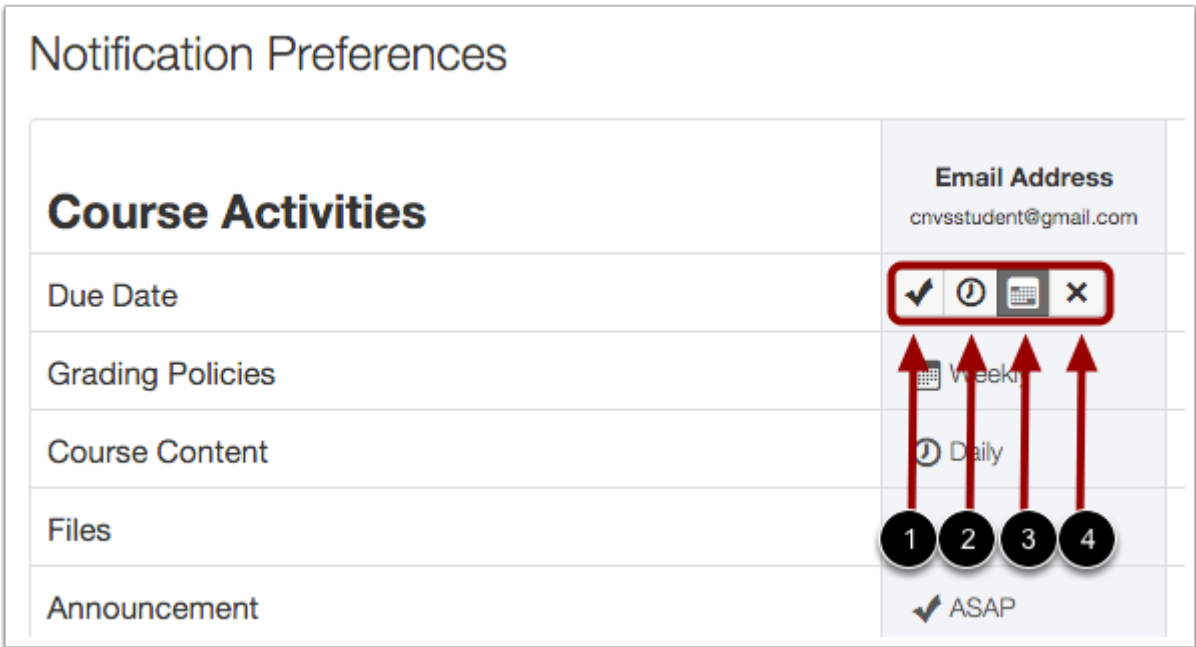 Notification Preferences
Email Address
Course Activities
cnvsstudent@gmail.com
Due Date
Grading Policies Weekly
Course Content Daily
Files
1 2 3 4
Announcement ASAP